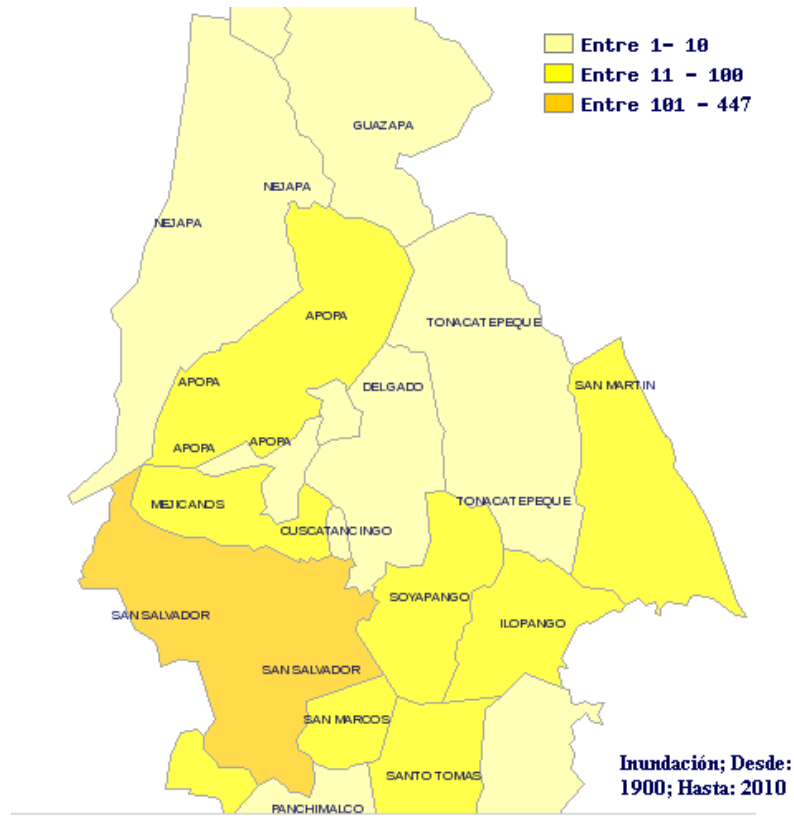 Entre 1- 10
Entre 11 - 100
Entre 101 - 447
GUAZAPA
NEJAPA
NEJAPA
APOPA
TONACATEPEQUE
APOPA
DELGADO
SAN MARTIN
APOPA
APOPA
MEJICANOS
TONACATEPEQUE
CUSCATANCINGO
SOYAPANGO
SAN SALVADOR
ILOPANGO
SAN SALVADOR
SAN MARCOS
SANTO TOMAS
PANCHIMALCO
Inundación; Desde:
1900; Hasta: 2010